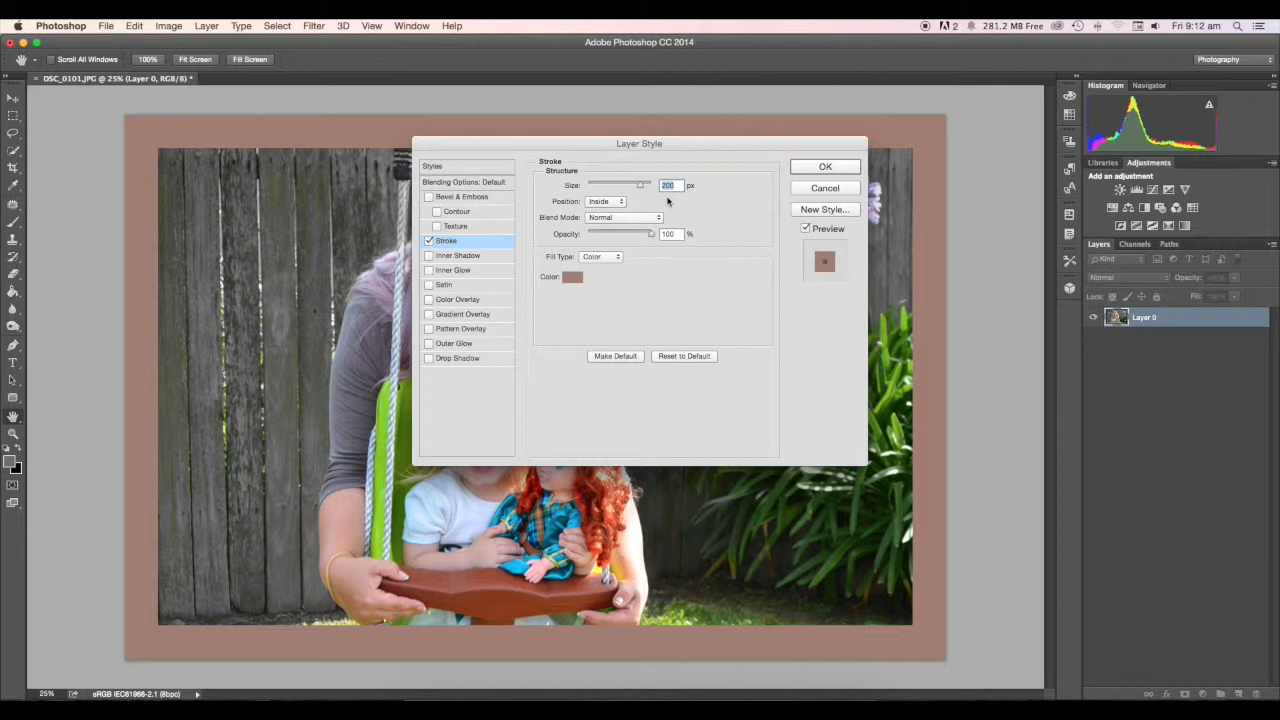 Photoshop File Edit Image Layer Type Select Filter 3D View Window Help 2 281.2 MB Free Fri 9:12 am
Adobe Photoshop CC 2014
Scroll All Windows 100% Fit Screen Fill Screen Photography
DSC_0101.JPG @ 25% (Layer 0, RGB/8) *
Histogram Navigator
Layer Style
Styles
Blending Options: Default
Bevel & Emboss
Contour
Texture
Stroke
Inner Shadow
Inner Glow
Satin
Color Overlay
Gradient Overlay
Pattern Overlay
Outer Glow
Drop Shadow
Stroke
Structure
Size: 200 px
Position: Inside
Blend Mode: Normal
Opacity: 100 %
Fill Type: Color
Color:
Make Default Reset to Default
OK
Cancel
New Style...
Preview
Libraries Adjustments
Add an adjustment
Layers Channels Paths
Kind
Normal Opacity: 100%
Lock: Fill: 100%
Layer 0
25% sRGB IEC61966-2.1 (8bpc)